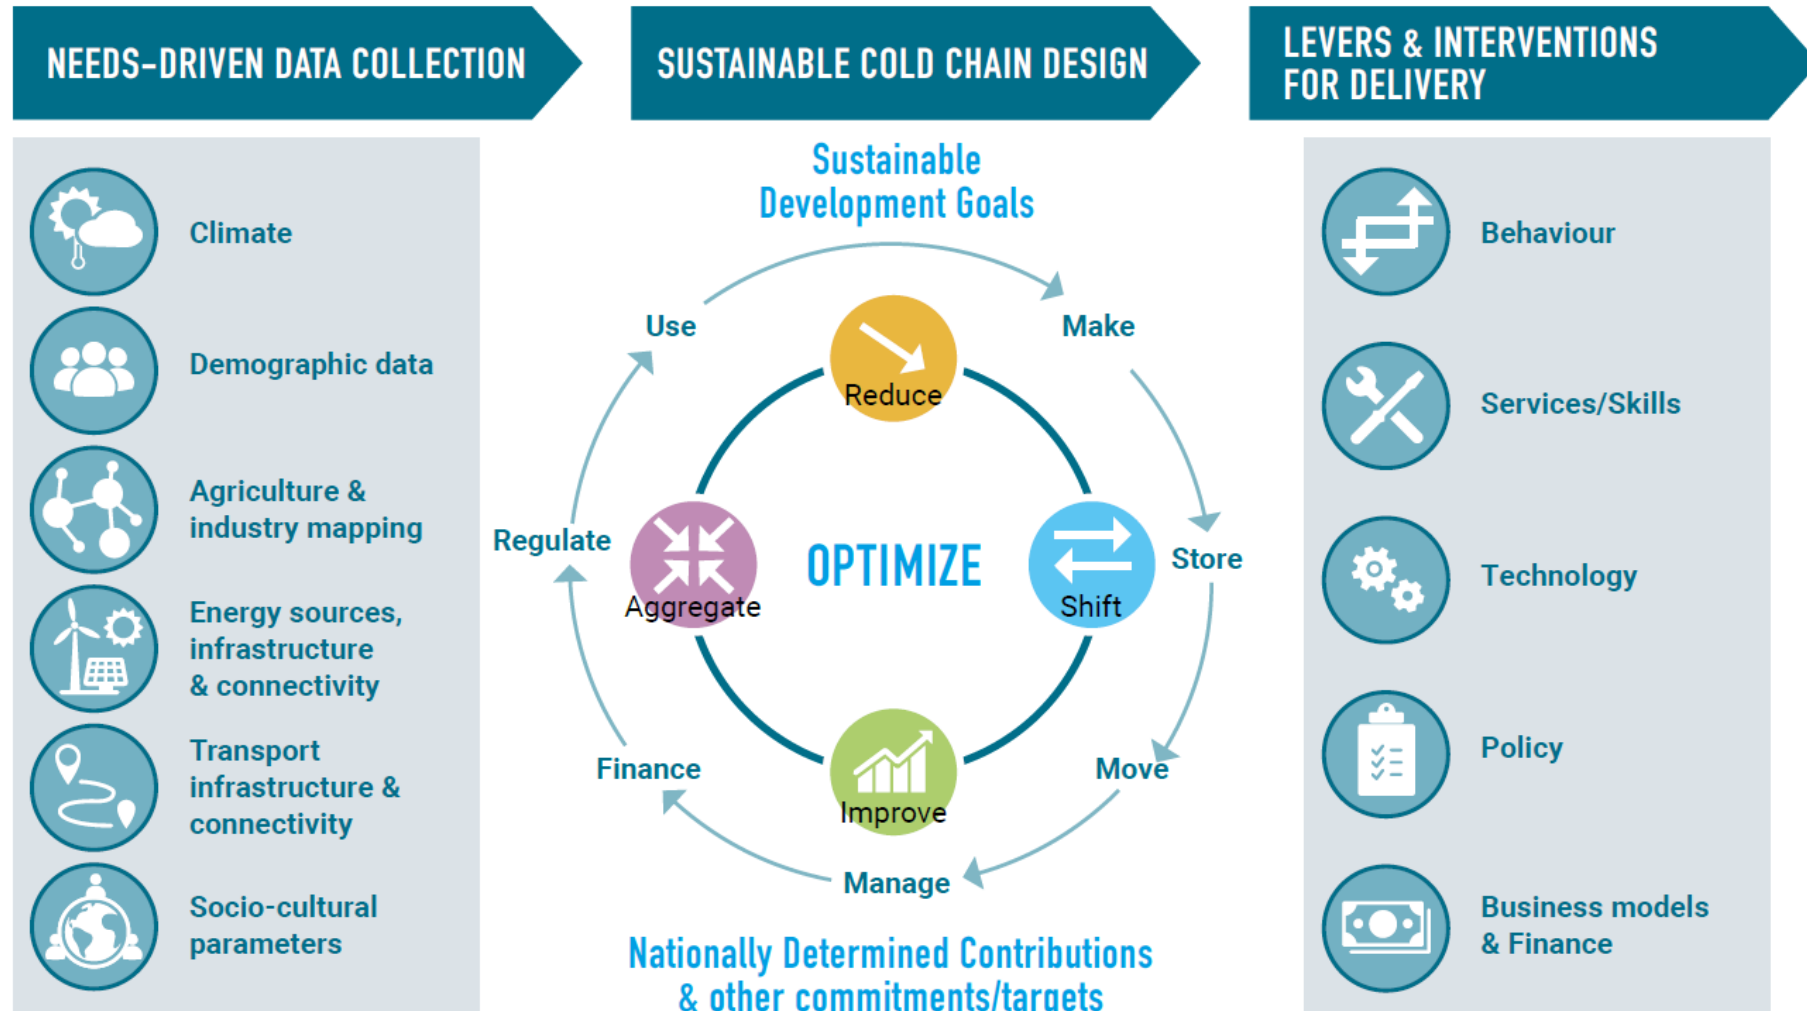 NEEDS-DRIVEN DATA COLLECTION
SUSTAINABLE COLD CHAIN DESIGN
LEVERS & INTERVENTIONS
FOR DELIVERY
Climate
Demographic data
Agriculture &
industry mapping
Energy sources,
infrastructure
& connectivity
Transport
infrastructure &
connectivity
Socio-cultural
parameters
Sustainable
Development Goals
Use
Make
Reduce
Regulate
Aggregate
OPTIMIZE
Shift
Store
Finance
Move
Improve
Manage
Nationally Determined Contributions
& other commitments/targets
Behaviour
Services/Skills
Technology
Policy
Business models
& Finance